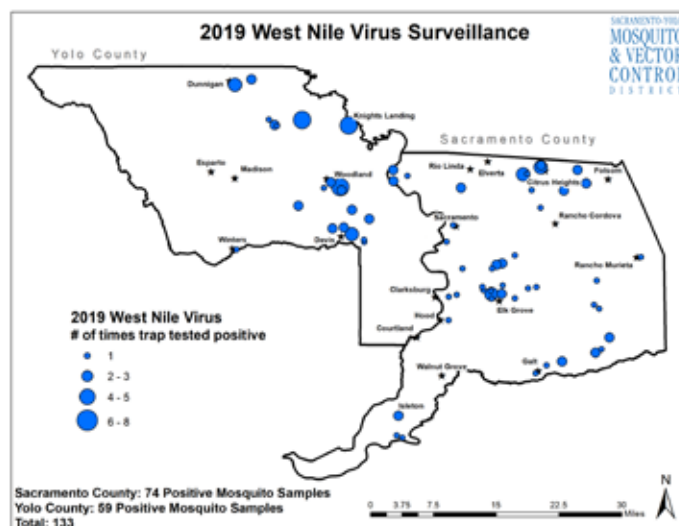 2019 West Nile Virus Surveillance
SACRAMENTO-YOLO
MOSQUITO
& VECTOR
CONTROL
DISTRICT
Yolo County
Dunnigan
Knights Landing
Sacramento County
Esparto
Madison
Woodland
Rio Linda
Elverta
Citrus Heights
Folsom
Sacramento
Rancho Cordova
Winters
Davis
Rancho Murieta
Clarksburg
Hood
Elk Grove
Courtland
Walnut Grove
Galt
Isleton
2019 West Nile Virus
# of times trap tested positive
1
2 - 3
4 - 5
6 - 8
Sacramento County: 74 Positive Mosquito Samples
Yolo County: 59 Positive Mosquito Samples
Total: 133
N
0 3.75 7.5 15 22.5 30
Miles